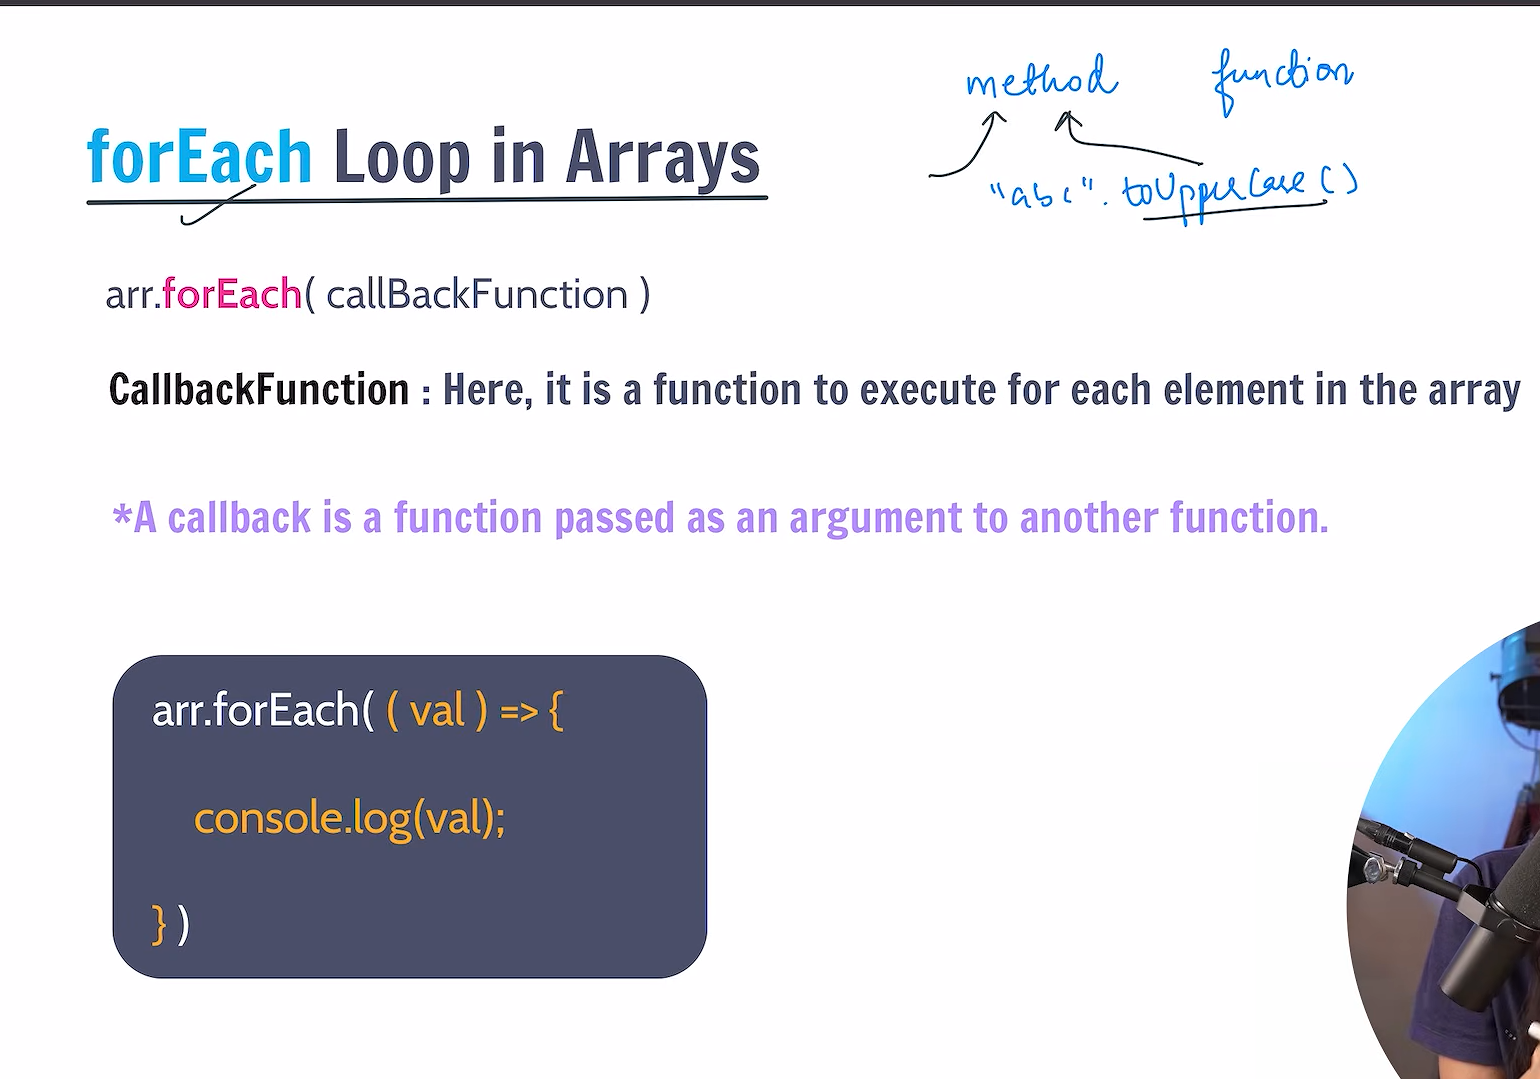 method function
forEach Loop in Arrays
"abc".toUpperCase()
arr.forEach( callBackFunction )
CallbackFunction : Here, it is a function to execute for each element in the array
*A callback is a function passed as an argument to another function.
arr.forEach( ( val ) => {
console.log(val);
} )